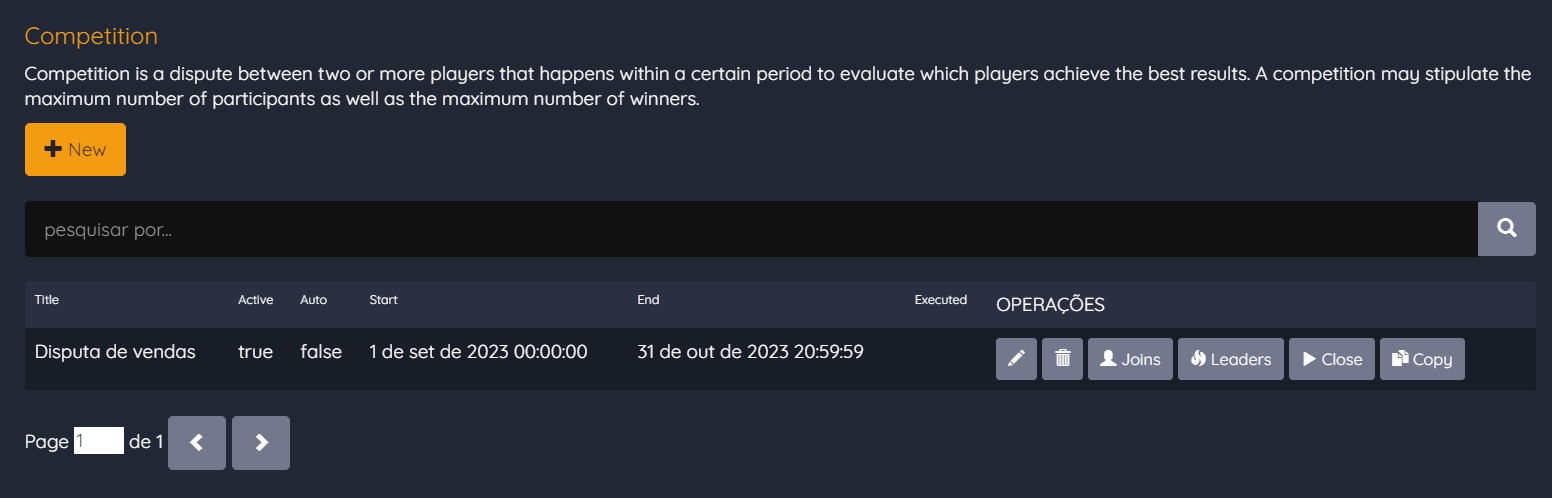 Competition
Competition is a dispute between two or more players that happens within a certain period to evaluate which players achieve the best results. A competition may stipulate the
maximum number of participants as well as the maximum number of winners.
New
pesquisar por...
Title Active Auto Start End Executed OPERAÇÕES
Disputa de vendas true false 1 de set de 2023 00:00:00 31 de out de 2023 20:59:59 Joins Leaders Close Copy
Page 1 de 1